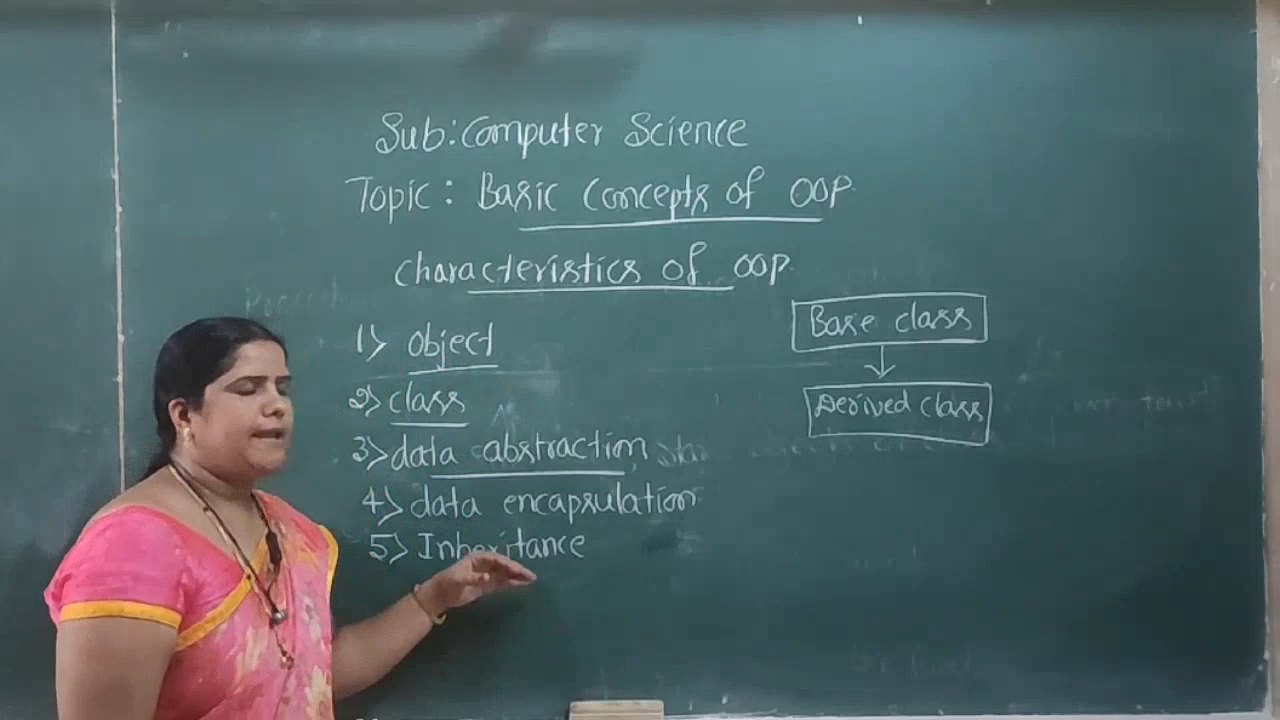 Sub: Computer Science
Topic: Basic Concepts of OOP
characteristics of OOP
1) object
2) class
3) data abstraction
4) data encapsulation
5) Inheritance
Base class
Derived class